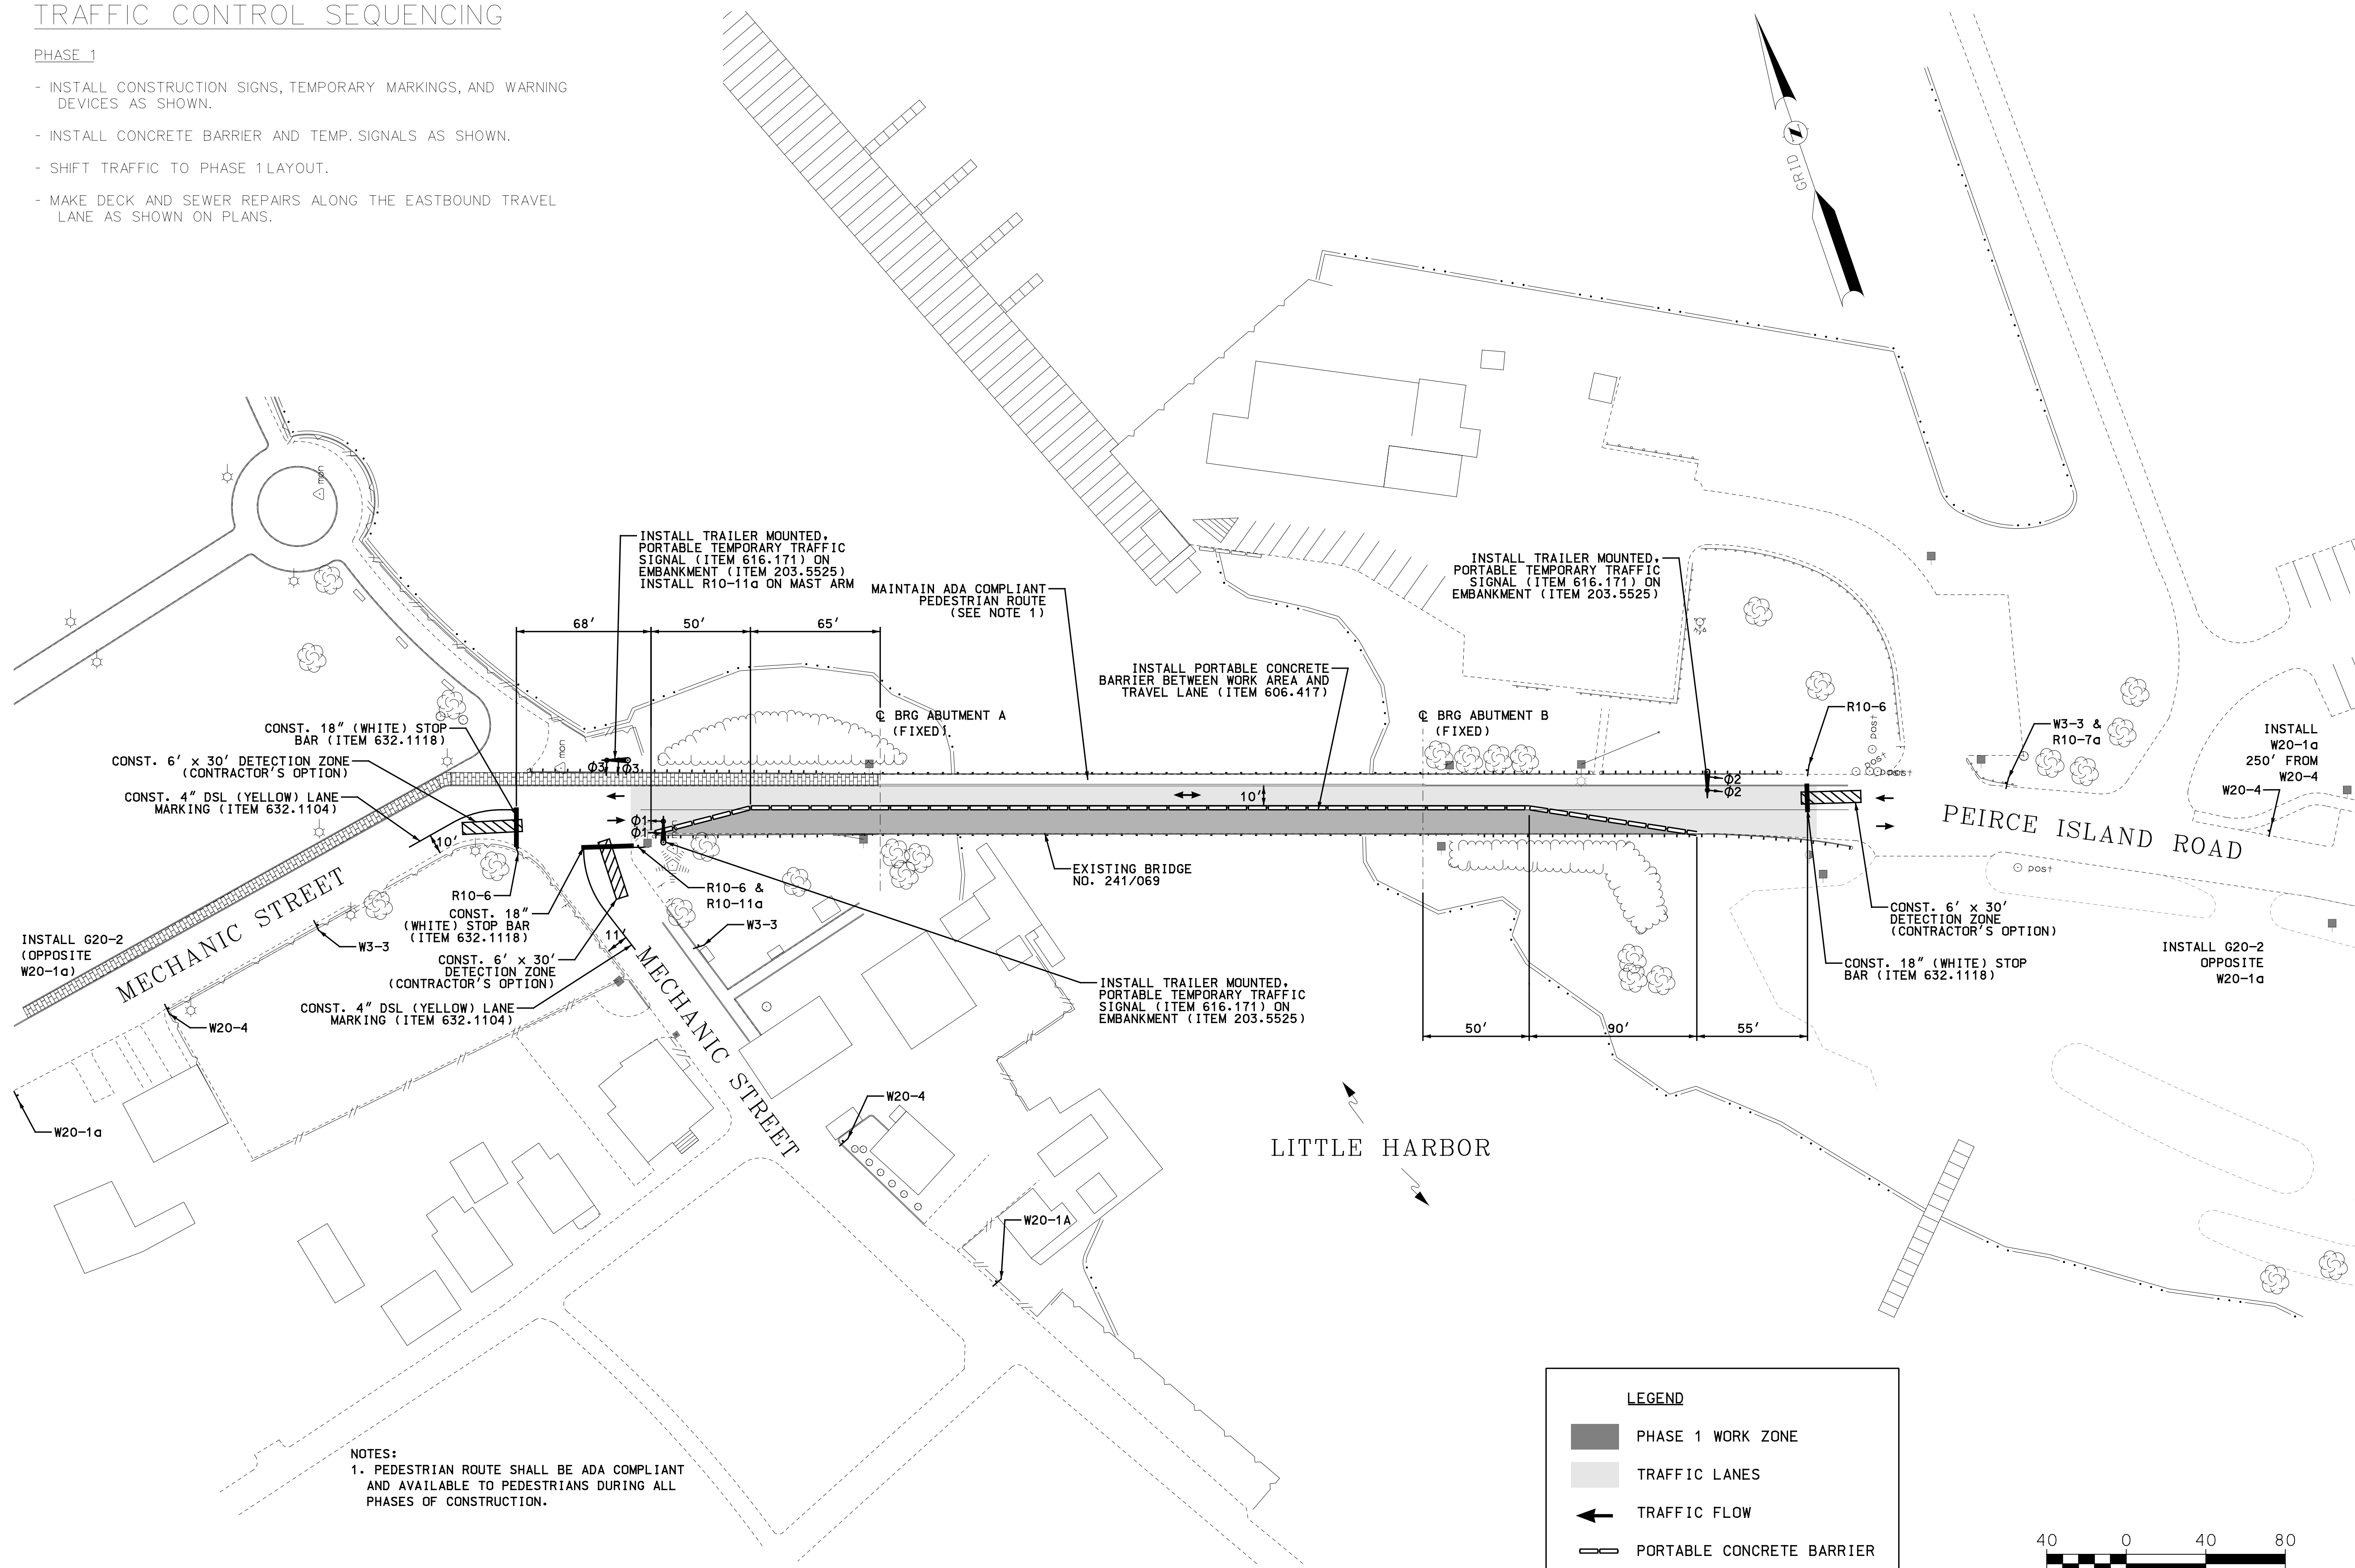 TRAFFIC CONTROL SEQUENCING
PHASE 1
- INSTALL CONSTRUCTION SIGNS, TEMPORARY MARKINGS, AND WARNING
DEVICES AS SHOWN.
- INSTALL CONCRETE BARRIER AND TEMP. SIGNALS AS SHOWN.
- SHIFT TRAFFIC TO PHASE 1 LAYOUT.
- MAKE DECK AND SEWER REPAIRS ALONG THE EASTBOUND TRAVEL
LANE AS SHOWN ON PLANS.
GRID
N
mon
INSTALL TRAILER MOUNTED,
PORTABLE TEMPORARY TRAFFIC
SIGNAL (ITEM 616.171) ON
EMBANKMENT (ITEM 203.5525)
INSTALL R10-11a ON MAST ARM
MAINTAIN ADA COMPLIANT
PEDESTRIAN ROUTE
(SEE NOTE 1)
INSTALL TRAILER MOUNTED,
PORTABLE TEMPORARY TRAFFIC
SIGNAL (ITEM 616.171) ON
EMBANKMENT (ITEM 203.5525)
68'
50'
65'
INSTALL PORTABLE CONCRETE
BARRIER BETWEEN WORK AREA AND
TRAVEL LANE (ITEM 606.417)
℄ BRG ABUTMENT A
(FIXED)
℄ BRG ABUTMENT B
(FIXED)
R10-6
post
post
post
W3-3 &
R10-7a
INSTALL
W20-1a
250' FROM
W20-4
W20-4
CONST. 18" (WHITE) STOP
BAR (ITEM 632.1118)
CONST. 6' x 30' DETECTION ZONE
(CONTRACTOR'S OPTION)
CONST. 4" DSL (YELLOW) LANE
MARKING (ITEM 632.1104)
10'
mon
Ø3
Ø3
Ø1
Ø1
10'
Ø2
Ø2
PEIRCE ISLAND ROAD
post
EXISTING BRIDGE
NO. 241/069
R10-6
R10-6 &
R10-11a
CONST. 18"
(WHITE) STOP BAR
(ITEM 632.1118)
W3-3
W3-3
11'
CONST. 6' x 30'
DETECTION ZONE
(CONTRACTOR'S OPTION)
CONST. 4" DSL (YELLOW) LANE
MARKING (ITEM 632.1104)
MECHANIC STREET
MECHANIC STREET
INSTALL G20-2
(OPPOSITE
W20-1a)
W20-4
W20-1a
INSTALL TRAILER MOUNTED,
PORTABLE TEMPORARY TRAFFIC
SIGNAL (ITEM 616.171) ON
EMBANKMENT (ITEM 203.5525)
50'
90'
55'
CONST. 6' x 30'
DETECTION ZONE
(CONTRACTOR'S OPTION)
CONST. 18" (WHITE) STOP
BAR (ITEM 632.1118)
INSTALL G20-2
OPPOSITE
W20-1a
W20-4
W20-1A
LITTLE HARBOR
NOTES:
1. PEDESTRIAN ROUTE SHALL BE ADA COMPLIANT
AND AVAILABLE TO PEDESTRIANS DURING ALL
PHASES OF CONSTRUCTION.
LEGEND
PHASE 1 WORK ZONE
TRAFFIC LANES
TRAFFIC FLOW
PORTABLE CONCRETE BARRIER
40 0 40 80